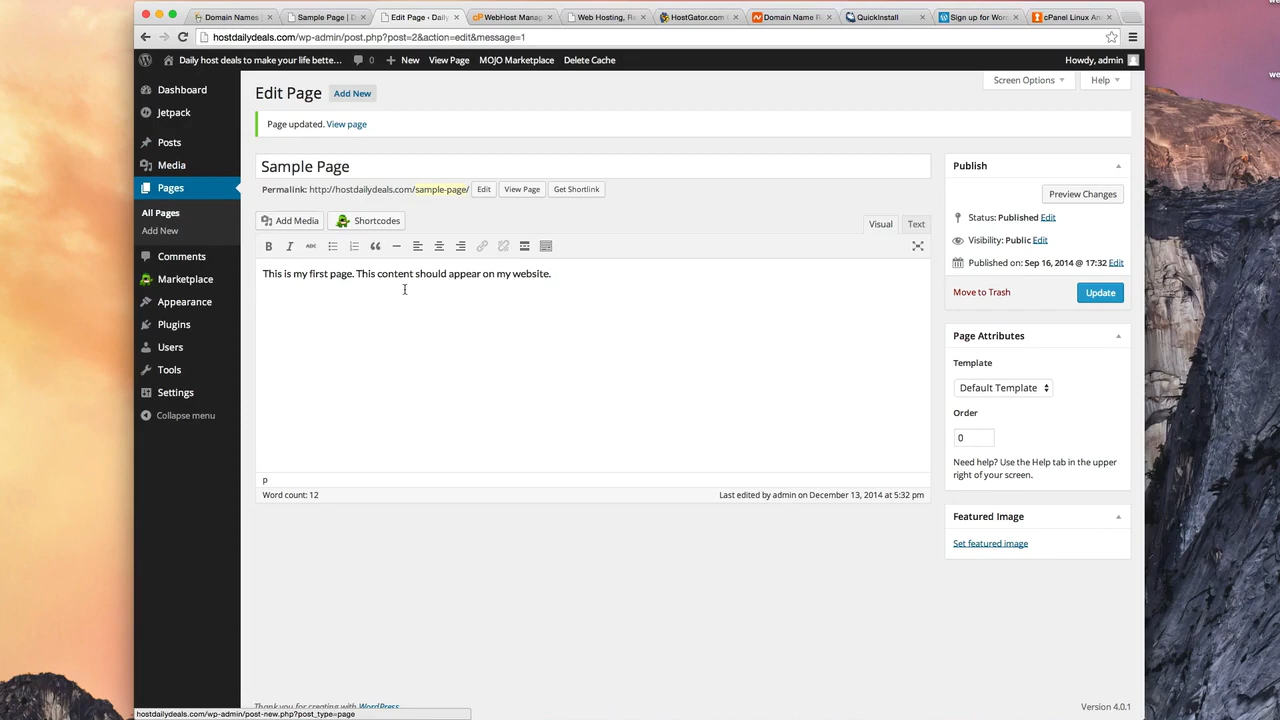 Domain Names
Sample Page | D
Edit Page ‹ Daily
WebHost Manag
Web Hosting, Re
HostGator.com
Domain Name R
QuickInstall
Sign up for Wor
cPanel Linux An
hostdailydeals.com/wp-admin/post.php?post=2&action=edit&message=1
Daily host deals to make your life bette...
0
New
View Page
MOJO Marketplace
Delete Cache
Howdy, admin
Screen Options
Help
Dashboard
Jetpack
Posts
Media
Pages
All Pages
Add New
Comments
Marketplace
Appearance
Plugins
Users
Tools
Settings
Collapse menu
Edit Page Add New
Page updated. View page
Sample Page
Permalink: http://hostdailydeals.com/sample-page/ Edit View Page Get Shortlink
Add Media Shortcodes
Visual Text
B I ABC
This is my first page. This content should appear on my website.
p
Word count: 12
Last edited by admin on December 13, 2014 at 5:32 pm
Publish
Preview Changes
Status: Published Edit
Visibility: Public Edit
Published on: Sep 16, 2014 @ 17:32 Edit
Move to Trash
Update
Page Attributes
Template
Default Template
Order
0
Need help? Use the Help tab in the upper
right of your screen.
Featured Image
Set featured image
Thank you for creating with WordPress.
Version 4.0.1
hostdailydeals.com/wp-admin/post-new.php?post_type=page
we